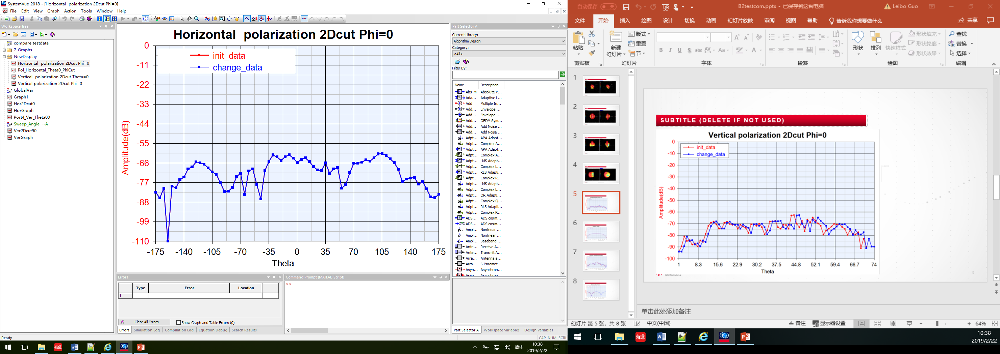 SystemVue 2018 - [Horizontal  polarization 2Dcut Phi=0]
File Edit View Graph Action Tools Window Help
Workspace Tree
compare testdata
7_Graphs
NewDisplay
Horizontal  polarization 2Dcut Phi=0
Pol_Horizontal_Theta0_PhiCut
Vertical  polarization 2Dcut Theta=0
Vertical polarization 2Dcut Phi=0
GlobalVar
Graph1
Hor2Dcut0
HorGraph
Port4_Ver_Theta00
Sweep_Angle  ~A
Ver2Dcut90
VerGraph
Horizontal  polarization 2Dcut Phi=0
init_data
change_data
0
-11
-22
-33
-44
-55
-66
-77
-88
-99
-110
Amplitude(dB)
-175 -140 -105 -70 -35 0 35 70 105 140 175
Theta
Errors
Type Error Location
1
Clear All Errors
Show Graph and Table Errors (0)
Errors Simulation Log Compilation Log Equation Debug Search Results
Command Prompt (MATLAB Script)
>>
Part Selector A
Current Library:
Algorithm Design
Category:
<All>
Filter By:
Name Description
Abs_M Absolute V...
Ada... Adaptive L...
Add Multiple In...
Add... Envelope ...
Add... Envelope ...
Add... OFDM Sym...
Add... Add Noise ...
Add... Add Noise ...
Adpt... APA Adapt...
Adpt... Complex A...
Adpt... APA Adapt...
Adpt... Complex A...
Adpt... LMS Adapt...
Adpt... Complex L...
Adpt... RLS Adapti...
Adpt... Complex R...
Adpt... LMS Adapt...
Adpt... Complex L...
Adpt... QR Adapti...
Adpt... Complex Q...
Adpt... RLS Adapti...
Adpt... Complex R...
ADS... ADS cosim...
ADS... ADS cosim...
Ampl... Nonlinear ...
Ampl... Nonlinear ...
Ampl... Baseband ...
Ante... Receive A...
Ante... Transmit A...
Arra... Antenna a...
Arra... S-Paramet...
Asyn... Asynchron...
Asyn... Asynchron...
Part Selector A Workspace Variables Design Variables
Ready
CAP NUM SCRL
有道
简体
10:38
2019/2/22
自动保存 关
B2testcom.pptx - 已保存到这台电脑
Leibo Guo
文件 开始 插入 绘图 设计 切换 动画 幻灯片放映 审阅 视图 帮助 告诉我你想要做什么 共享
粘贴
剪贴板
新建
幻灯片
版式
重置
节
幻灯片
B I U S abc AV Aa A
字体
段落
形状
排列
快速样式
形状填充
形状轮廓
形状效果
绘图
查找
替换
选择
编辑
1
2
3
4
5
6
7
8
SUBTITLE (DELETE IF NOT USED)
Vertical polarization 2Dcut Phi=0
init_data
change_data
0
-10
-20
-30
-40
-50
-60
-70
-80
-90
-100
Amplitude(dB)
1 8.3 15.6 22.9 30.2 37.5 44.8 52.1 59.4 66.7 74
Theta
TECHNOLOGIES
5
单击此处添加备注
幻灯片 第 5 张，共 8 张
中文(中国)
备注
显示器设置
64%
有道
10:38
2019/2/22